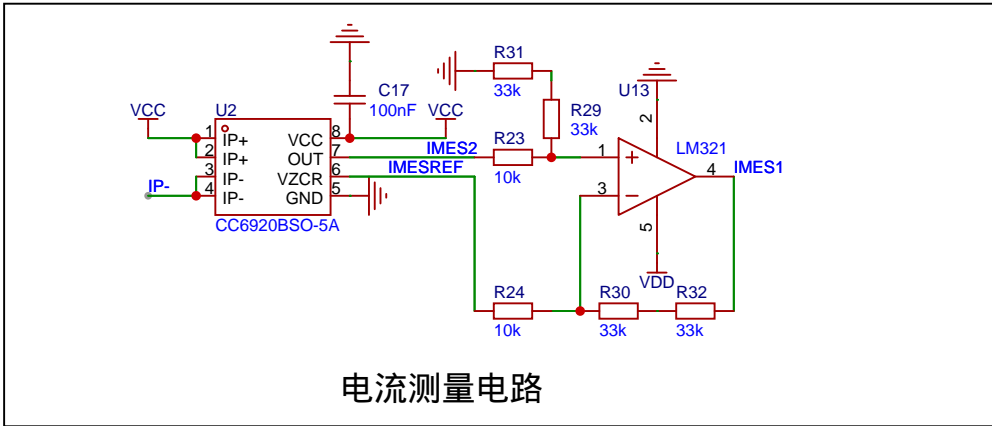 R31
33k
C17
100nF
U13
VCC
U2
VCC
R29
33k
2
1
IP+
VCC
8
IMES2
R23
LM321
2
IP+
OUT
7
1
+
4
IMES1
3
IP-
VZCR
6
IMESREF
10k
3
−
IP-
4
IP-
GND
5
CC6920BSO-5A
5
VDD
R24
R30
R32
10k
33k
33k
电流测量电路